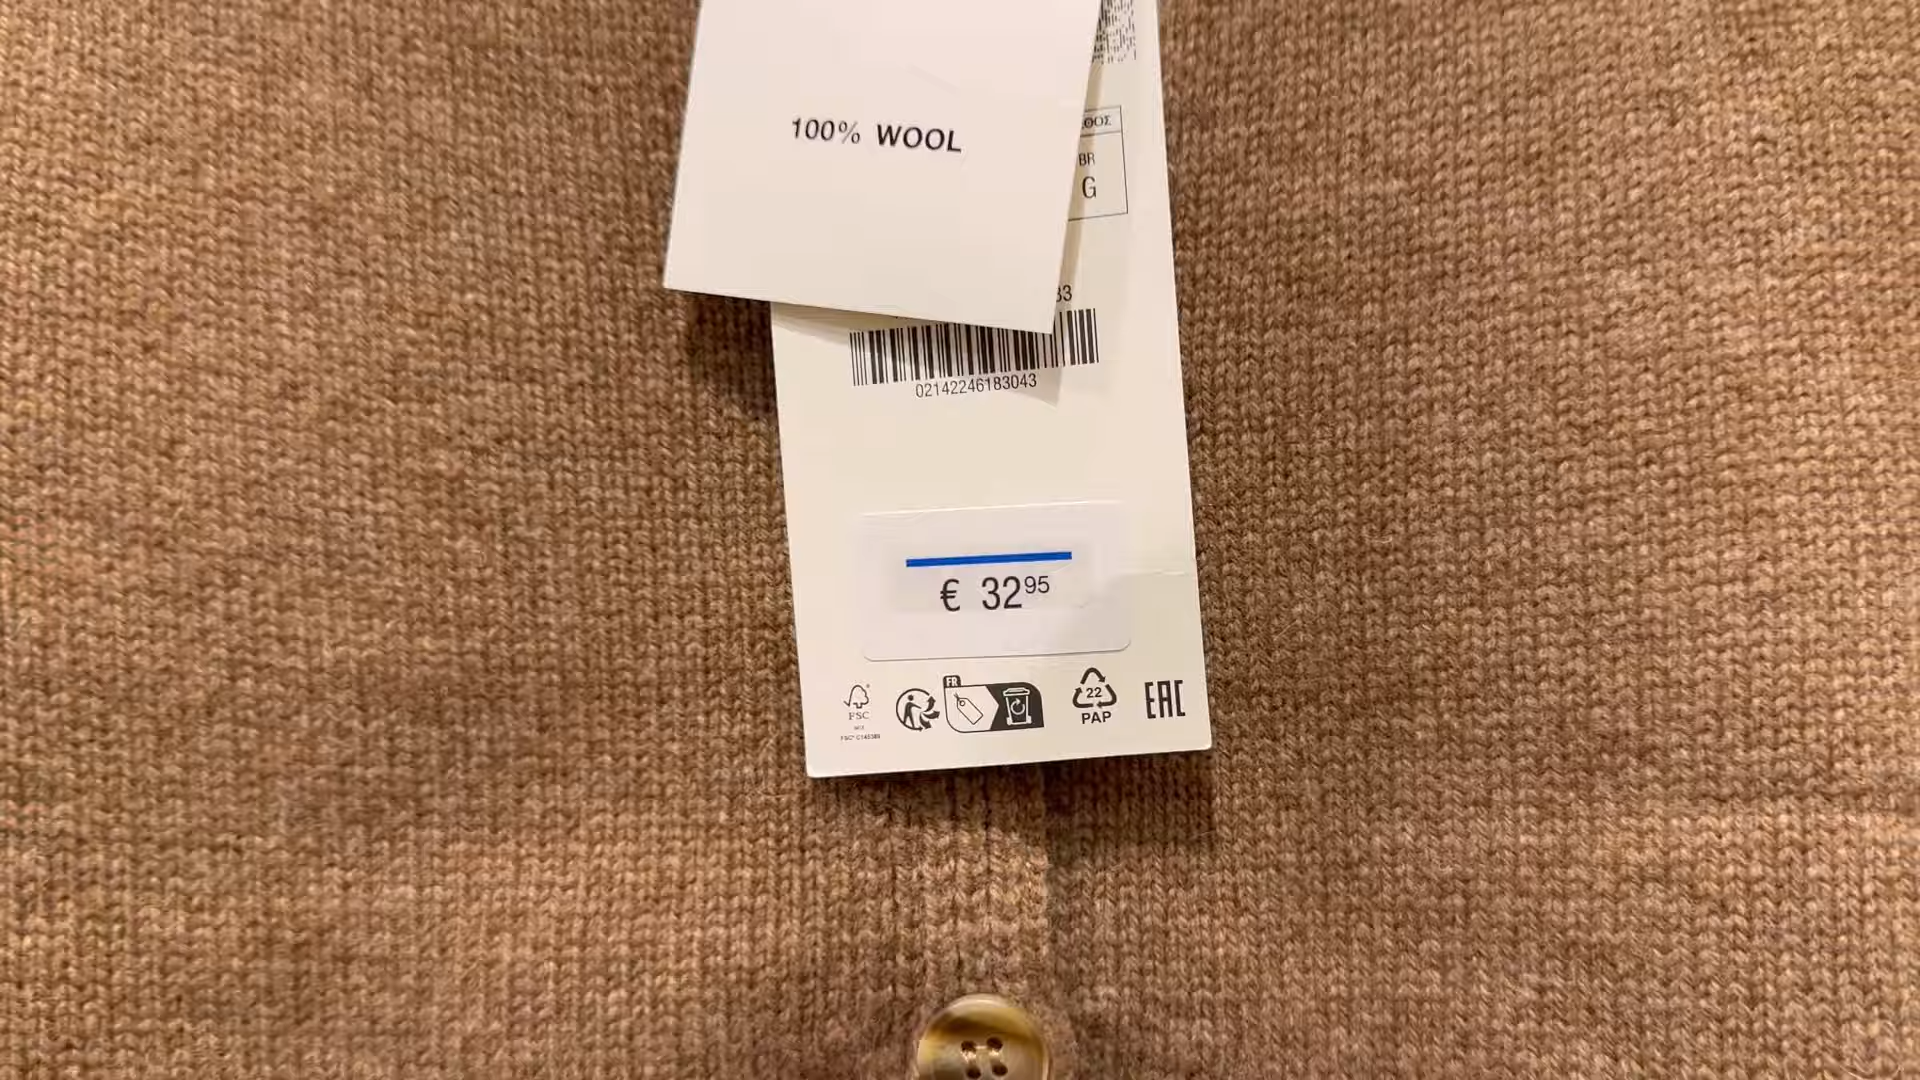 100% WOOL
ΘΟΣ
BR
G
33
02142246183043
€ 32⁹⁵
FR
FSC
22
PAP
EAC